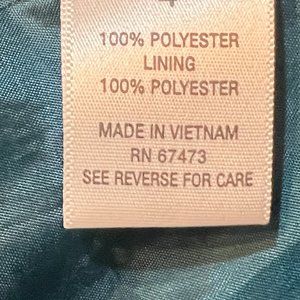 100% POLYESTER
LINING
100% POLYESTER
MADE IN VIETNAM
RN 67473
SEE REVERSE FOR CARE